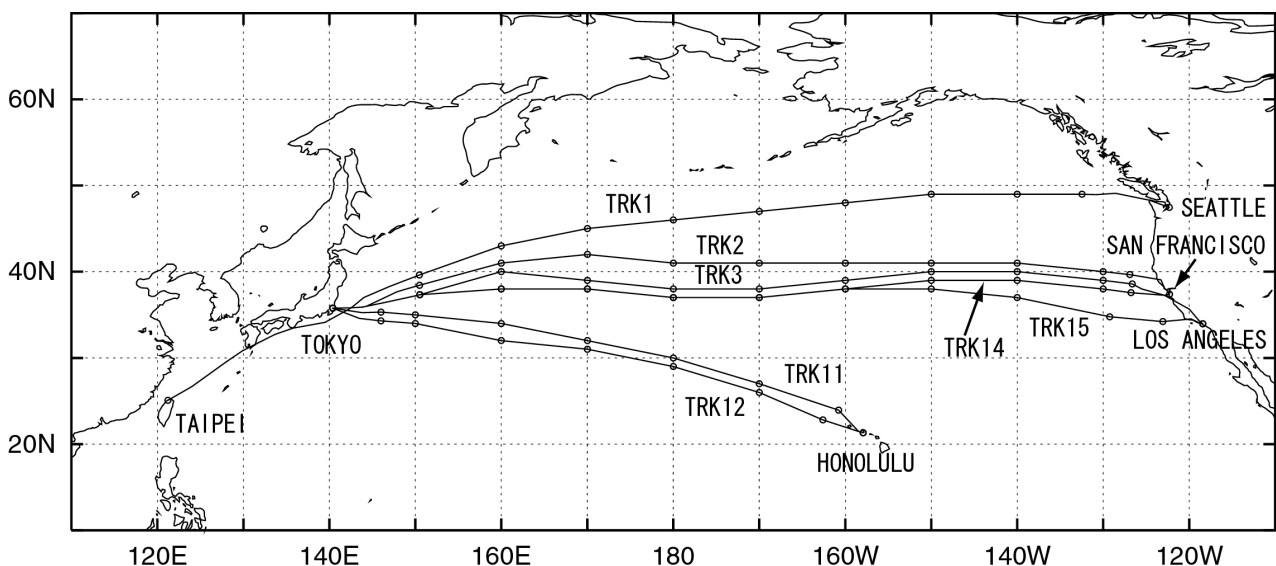 60N
TRK1
SEATTLE
TRK2
SAN FRANCISCO
40N
TRK3
TRK15
TOKYO
LOS ANGELES
TRK14
TRK11
TRK12
TAIPEI
20N
HONOLULU
120E 140E 160E 180 160W 140W 120W